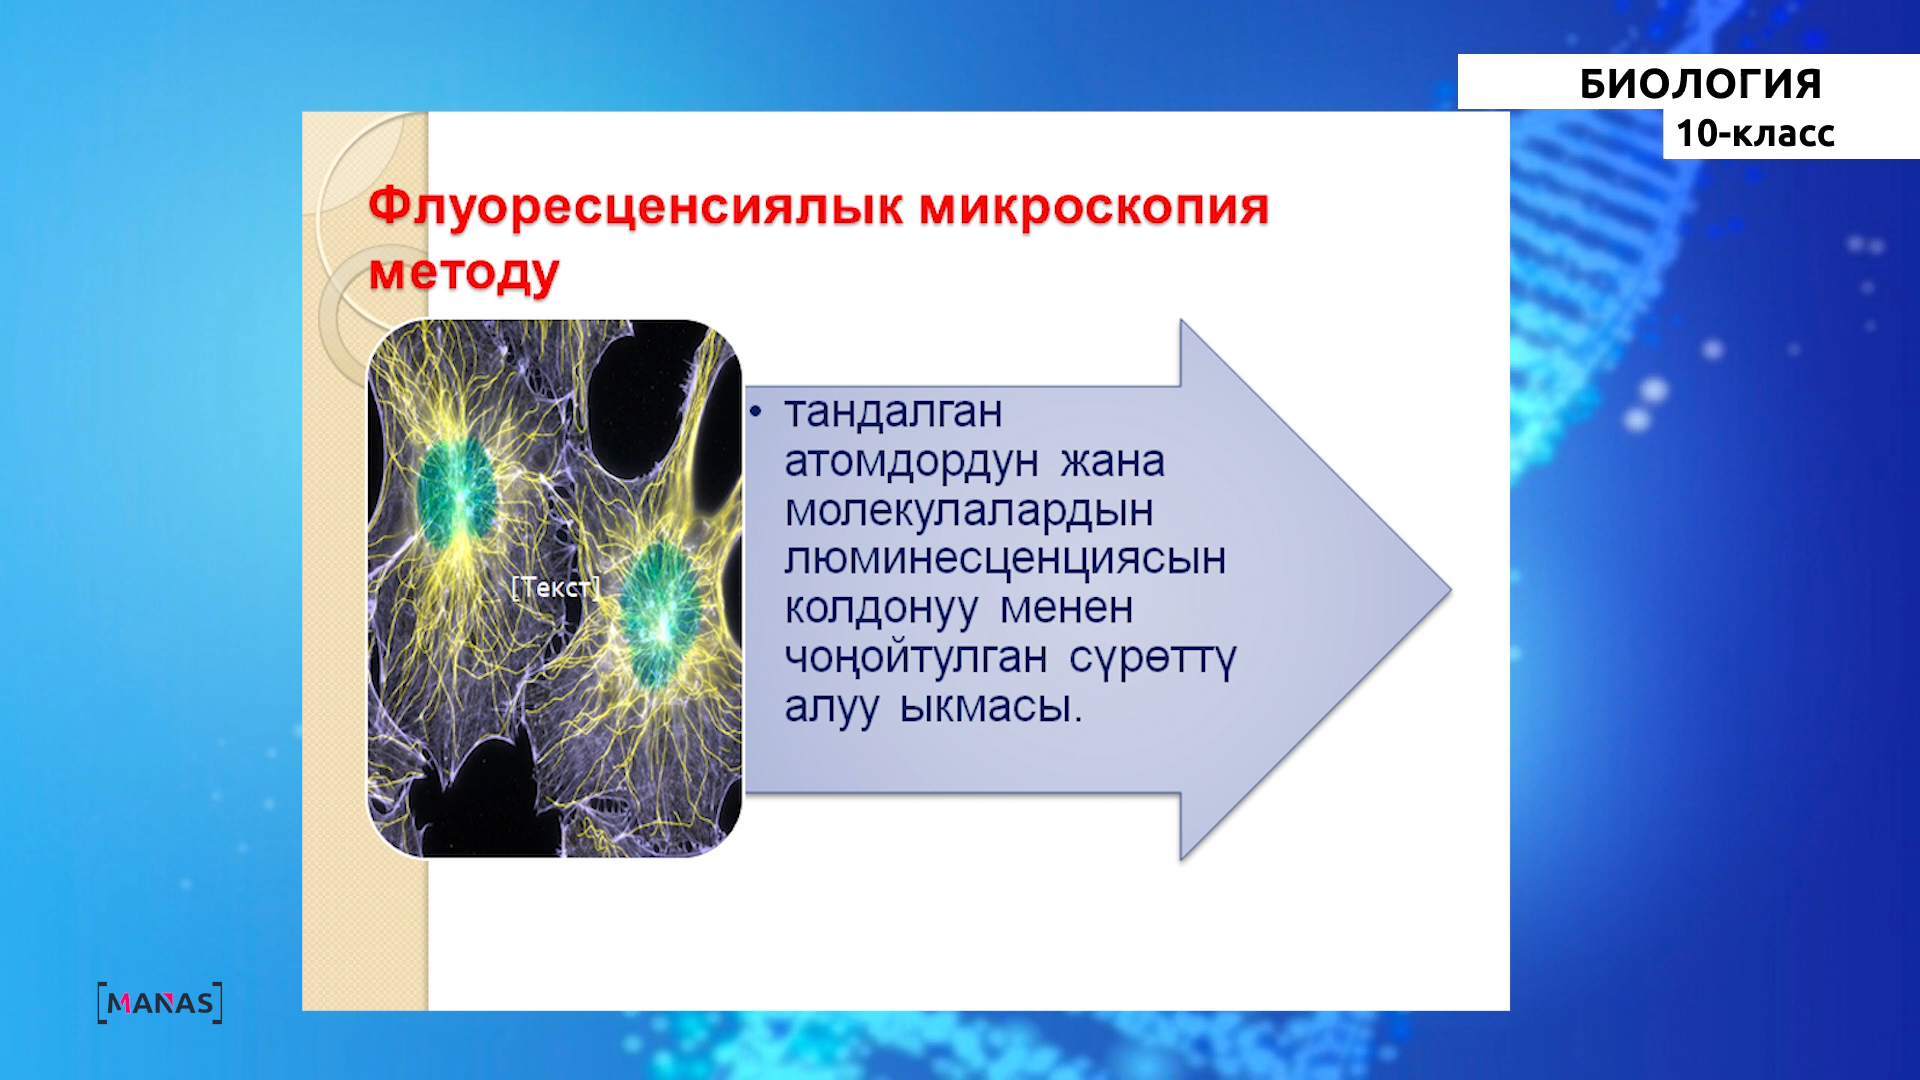 БИОЛОГИЯ
10-класс
Флуоресценсиялык микроскопия
методу
[Текст]
• тандалган
атомдордун жана
молекулалардын
люминесценциясын
колдонуу менен
чоңойтулган сүрөттү
алуу ыкмасы.
[MANAS]